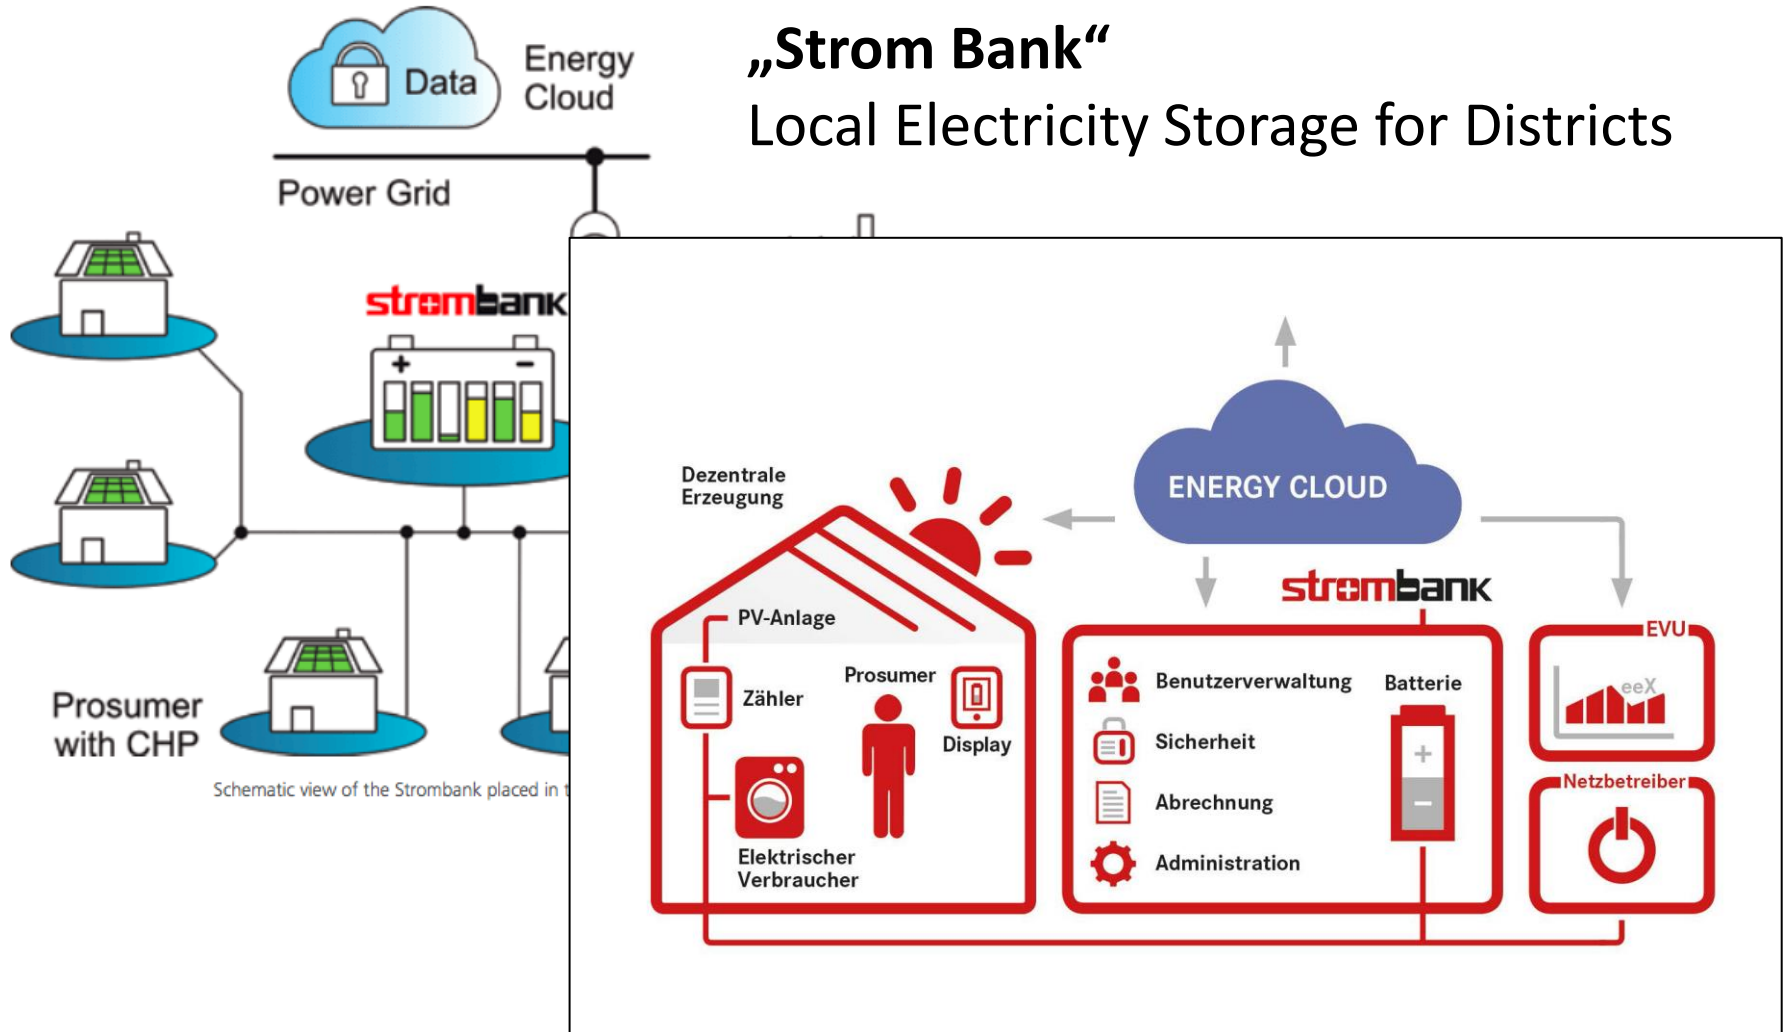 „Strom Bank“
Local Electricity Storage for Districts
Data
Energy
Cloud
Power Grid
strombank
+ −
Prosumer
with CHP
Schematic view of the Strombank placed in
ENERGY CLOUD
Dezentrale
Erzeugung
PV-Anlage
Zähler
Prosumer
Display
Elektrischer
Verbraucher
strombank
Benutzerverwaltung
Sicherheit
Abrechnung
Administration
Batterie
+
−
EVU
eeX
Netzbetreiber